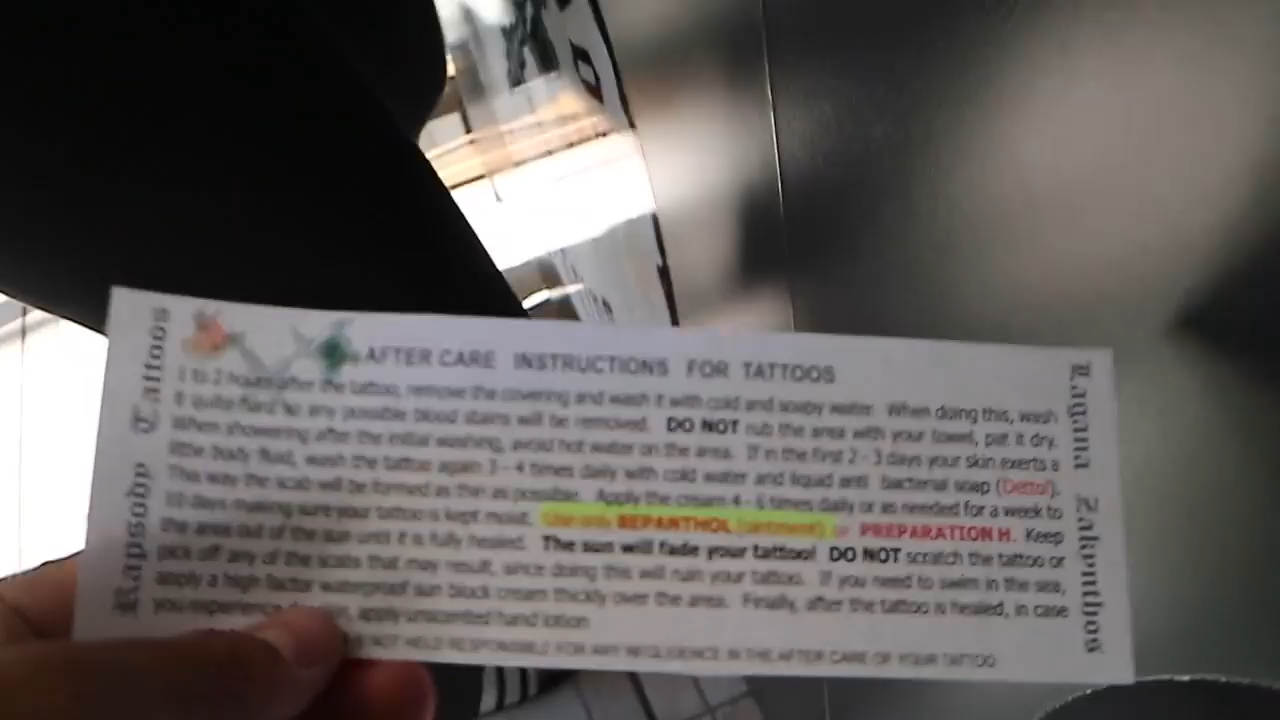 Rapsody Tattoos
AFTER CARE INSTRUCTIONS FOR TATTOOS
1 to 2 hours after the tattoo, remove the covering and wash it with cold and soapy water. When doing this, wash
it quite hard so any possible blood stains will be removed. DO NOT rub the area with your towel, pat it dry.
When showering after the initial washing, avoid hot water on the area. If in the first 2 - 3 days your skin exerts a
little body fluid, wash the tattoo again 3 - 4 times daily with cold water and liquid anti bacterial soap (Dettol).
This way the scab will be formed as thin as possible. Apply the cream 4 - 6 times daily or as needed for a week to
10 days making sure your tattoo is kept moist. Use only BEPANTHOL (ointment) or PREPARATION H. Keep
the area out of the sun until it is fully healed. The sun will fade your tattoo! DO NOT scratch the tattoo or
pick off any of the scabs that may result, since doing this will ruin your tattoo. If you need to swim in the sea,
apply a high factor waterproof sun block cream thickly over the area. Finally, after the tattoo is healed, in case
you experience apply unscented hand lotion
NOT HELD RESPONSIBLE FOR ANY NEGLIGENCE IN THE AFTER CARE OF YOUR TATTOO
Lagana Zakynthos